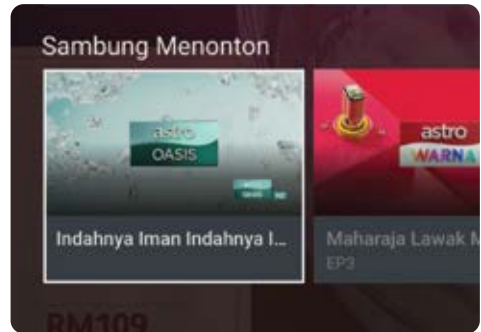 Sambung Menonton
astro
OASIS
astro
WARNA
Indahnya Iman Indahnya I...
Maharaja Lawak M
EP3
RM109